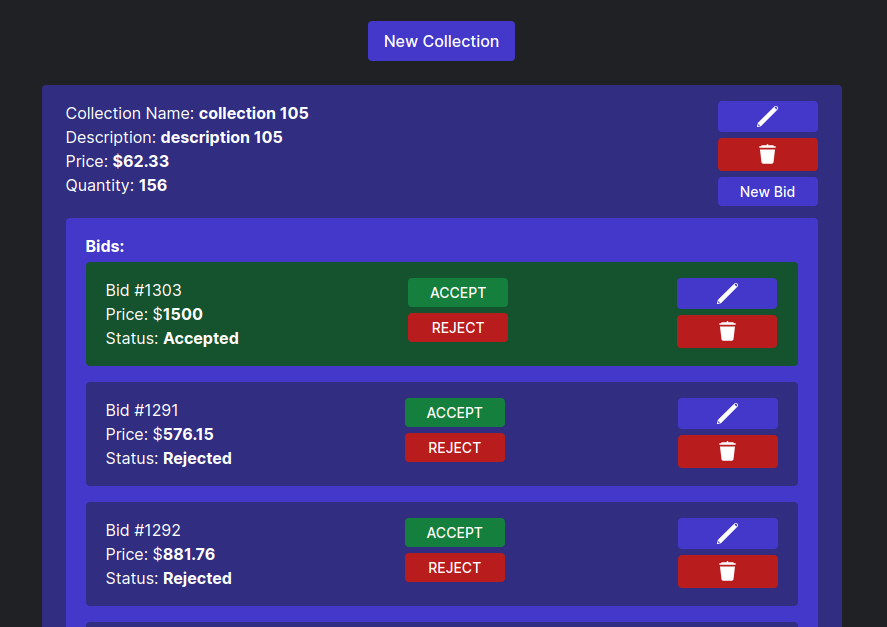 New Collection
Collection Name: collection 105
Description: description 105
Price: $62.33
Quantity: 156
New Bid
Bids:
Bid #1303
Price: $1500
Status: Accepted
ACCEPT
REJECT
Bid #1291
Price: $576.15
Status: Rejected
ACCEPT
REJECT
Bid #1292
Price: $881.76
Status: Rejected
ACCEPT
REJECT